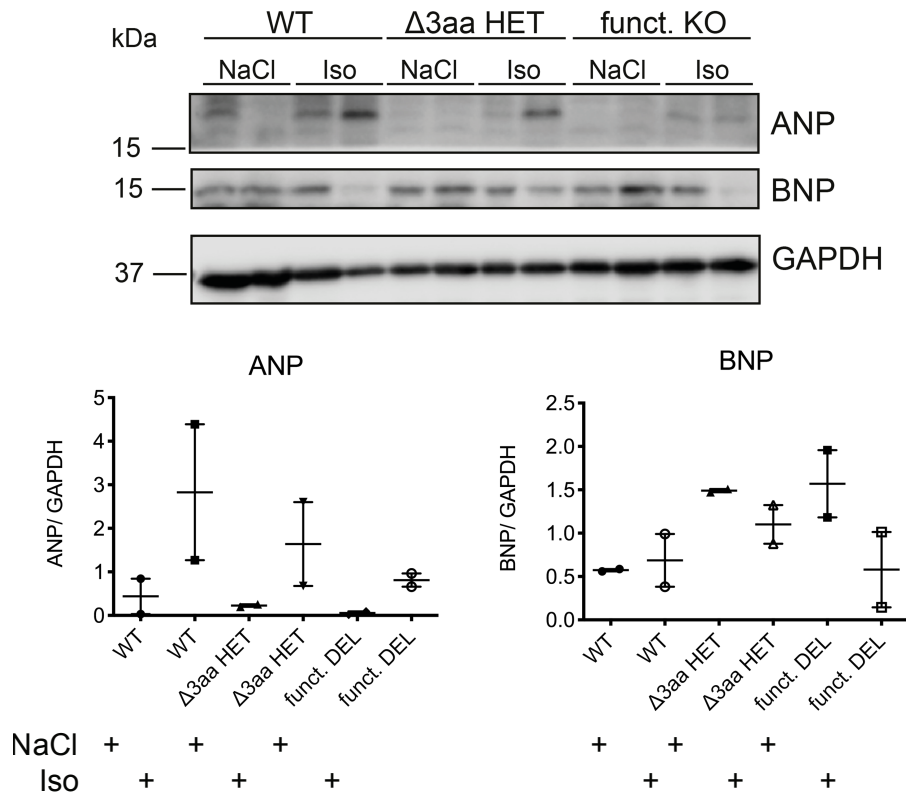 WT Δ3aa HET funct. KO
kDa
NaCl Iso NaCl Iso NaCl Iso
ANP
15
15 BNP
37 GAPDH
ANP BNP
5
4
3
2
1
0
ANP/ GAPDH
WT WT Δ3aa HET Δ3aa HET funct. DEL funct. DEL
2.5
2.0
1.5
1.0
0.5
0.0
BNP/ GAPDH
WT WT Δ3aa HET Δ3aa HET funct. DEL funct. DEL
NaCl + + + + + +
Iso + + + + + +